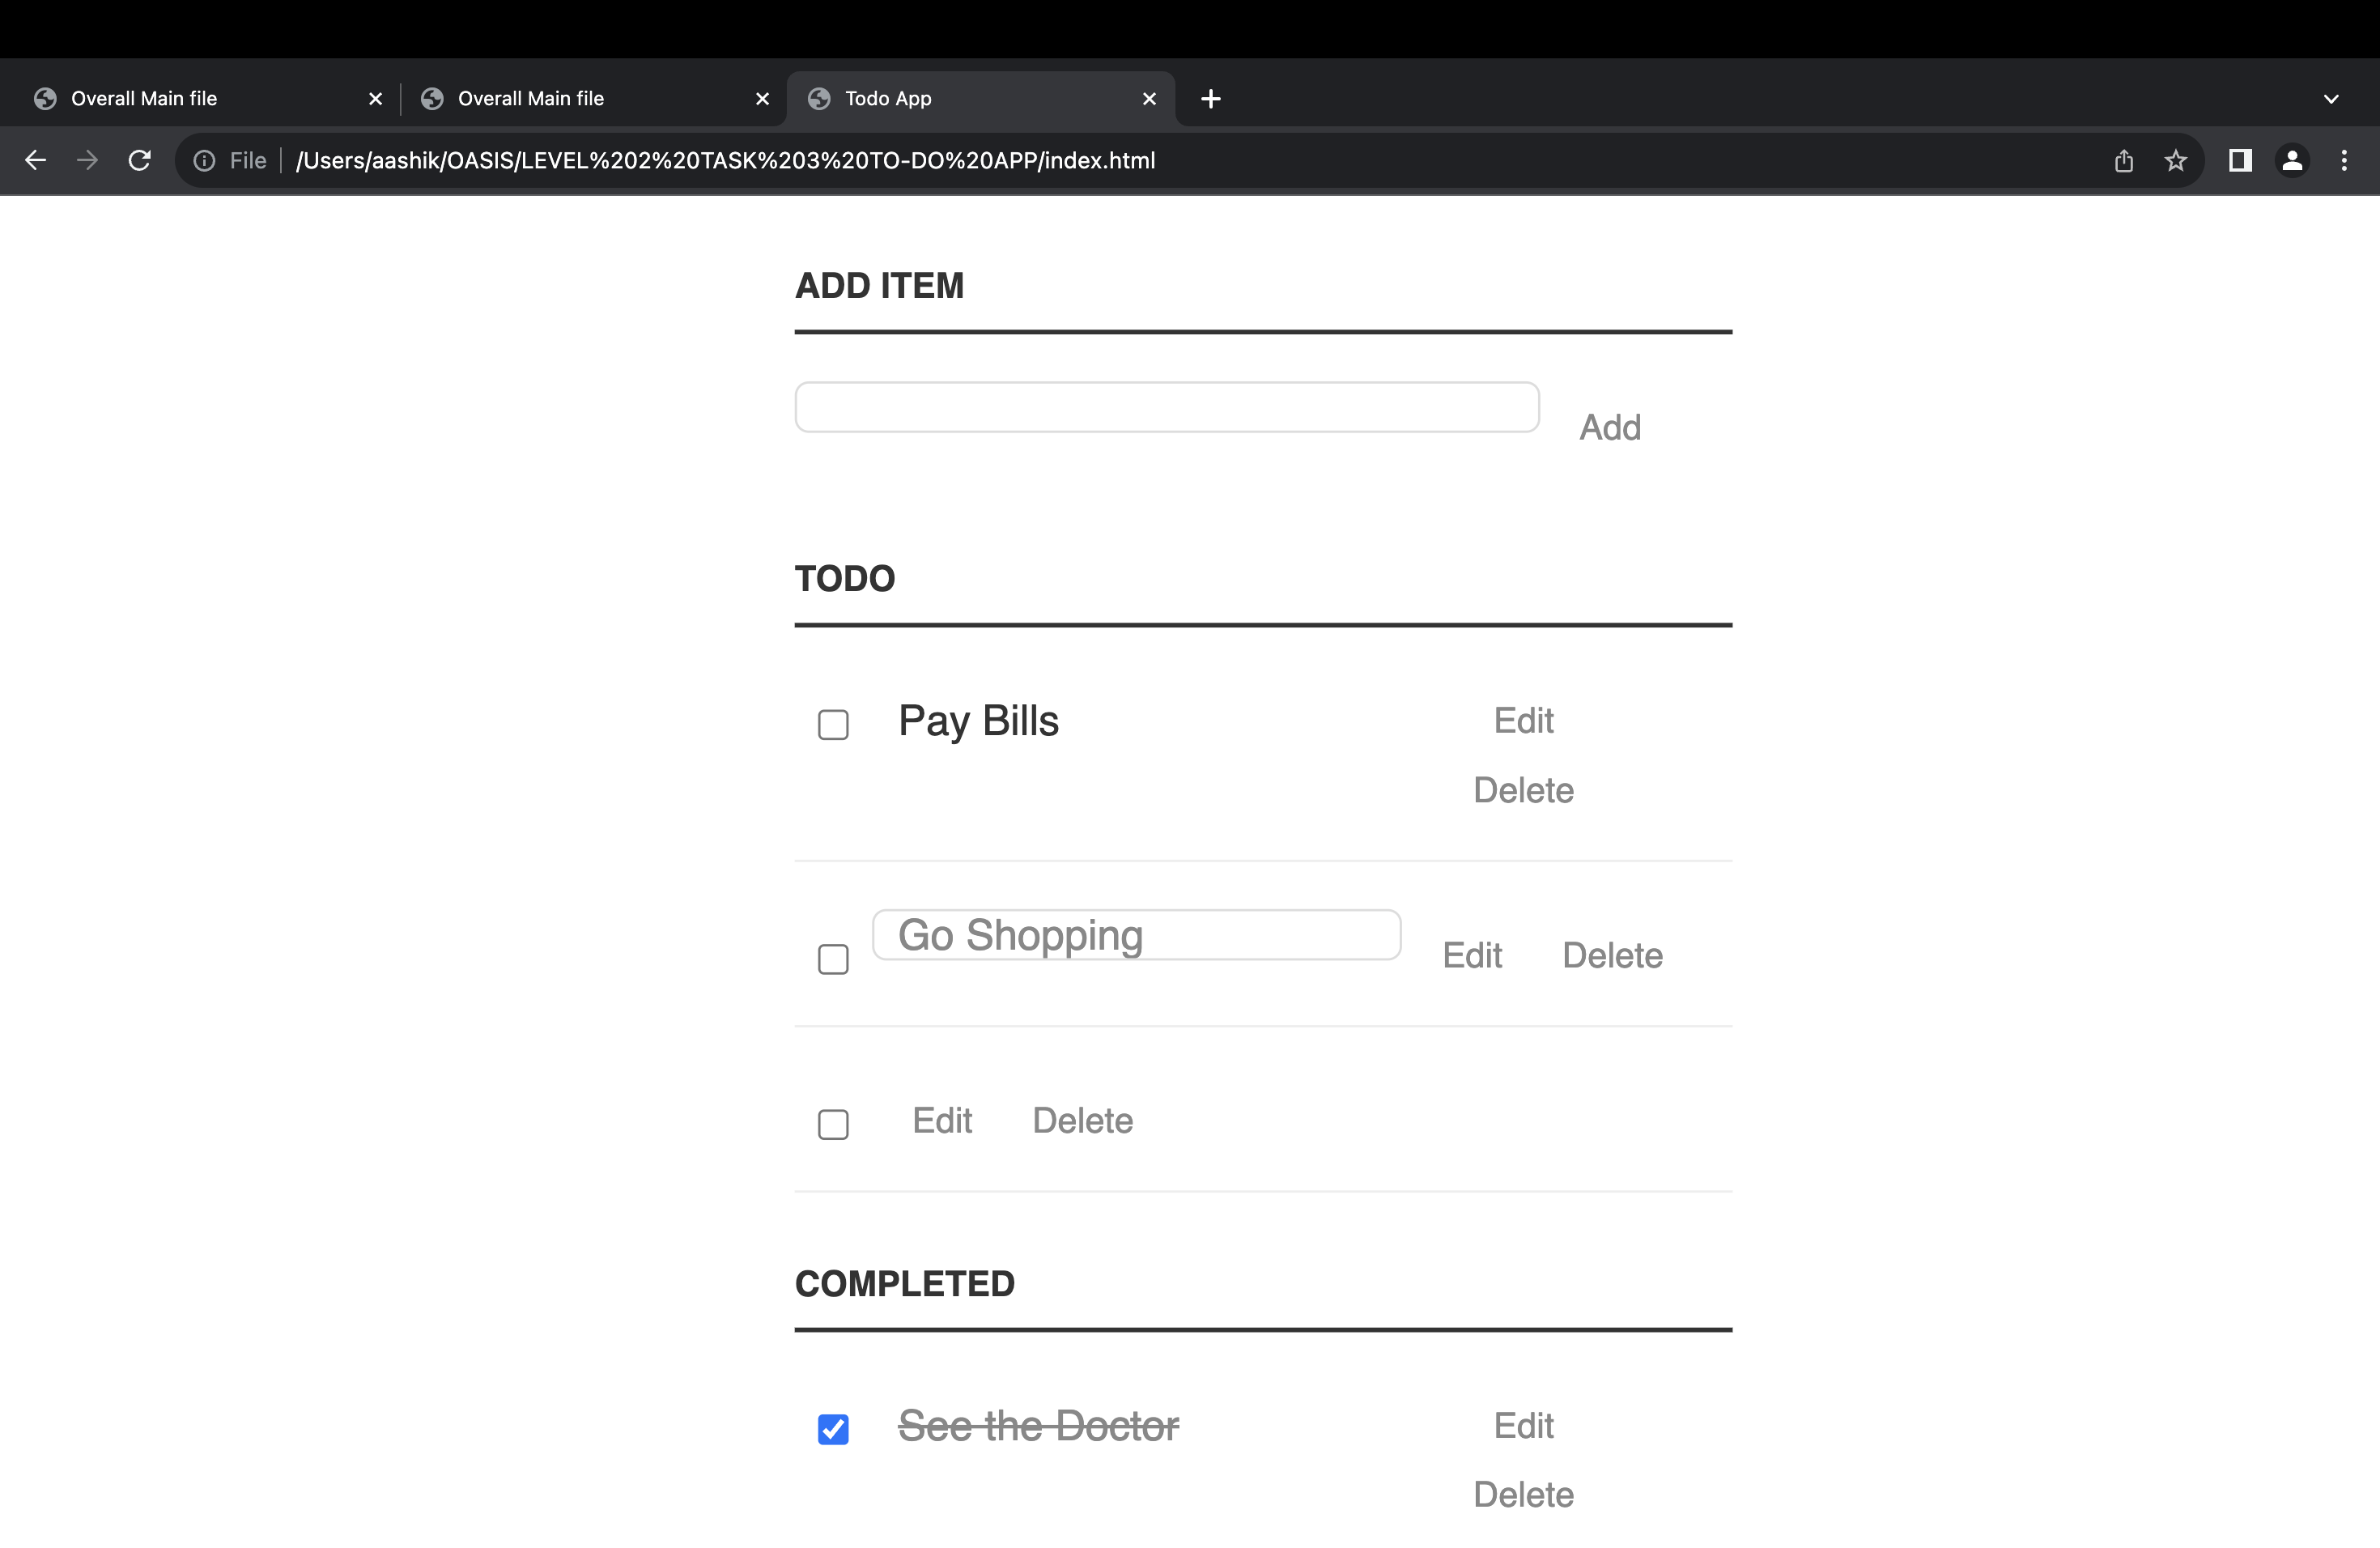 Overall Main file Overall Main file Todo App
File /Users/aashik/OASIS/LEVEL%202%20TASK%203%20TO-DO%20APP/index.html
ADD ITEM
Add
TODO
Pay Bills Edit
Delete
Go Shopping Edit Delete
Edit Delete
COMPLETED
See the Doctor Edit
Delete